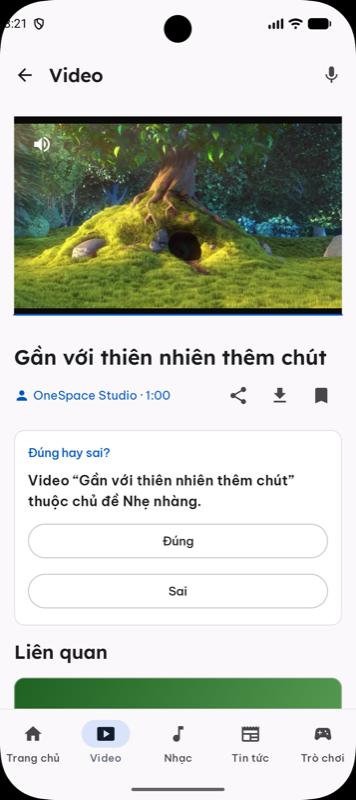 3:21
Video
Gần với thiên nhiên thêm chút
OneSpace Studio · 1:00
Đúng hay sai?
Video “Gần với thiên nhiên thêm chút”
thuộc chủ đề Nhẹ nhàng.
Đúng
Sai
Liên quan
Trang chủ
Video
Nhạc
Tin tức
Trò chơi